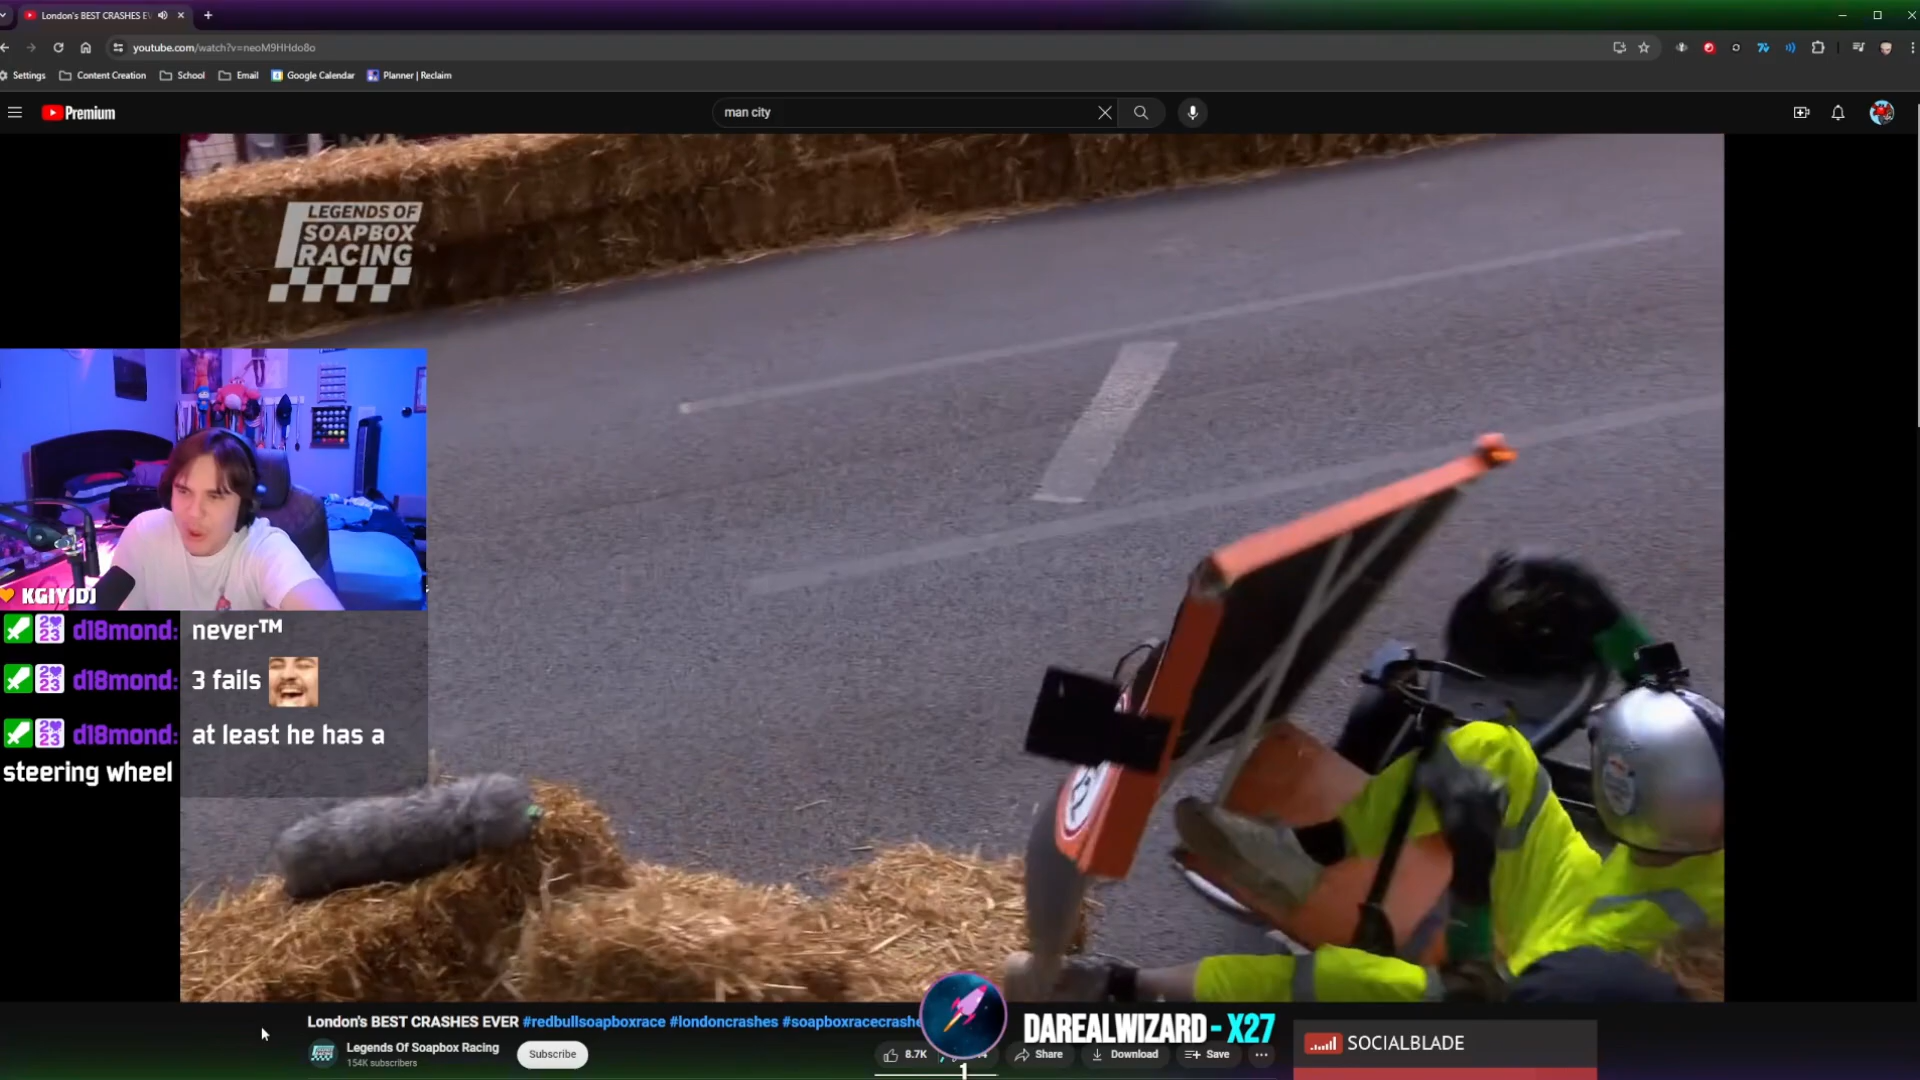 London's BEST CRASHES EV
youtube.com/watch?v=neoM9HHdo8o
Settings
Content Creation
School
Email
Google Calendar
Planner | Reclaim
Premium
man city
LEGENDS OF
SOAPBOX
RACING
KGIYJDJ
d18mond: never™
d18mond: 3 fails
d18mond: at least he has a
steering wheel
London's BEST CRASHES EVER #redbullsoapboxrace #londoncrashes #soapboxracecrashe
Legends Of Soapbox Racing
154K subscribers
Subscribe
8.7K
Share
Download
Save
DAREALWIZARD - X27
1
SOCIALBLADE